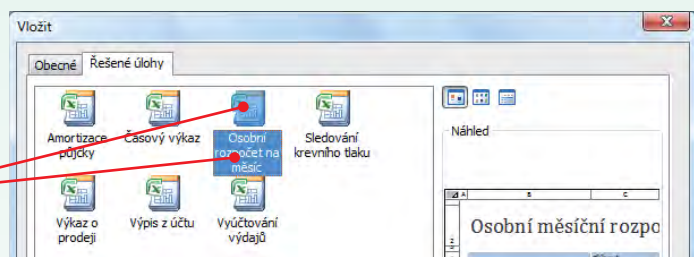 Vložit
Obecné
Řešené úlohy
Amortizace půjčky
Časový výkaz
Osobní rozpočet na měsíc
Sledování krevního tlaku
Výkaz o prodeji
Výpis z účtu
Vyúčtování výdajů
Náhled
A
B
C
2
Osobní měsíční rozpo